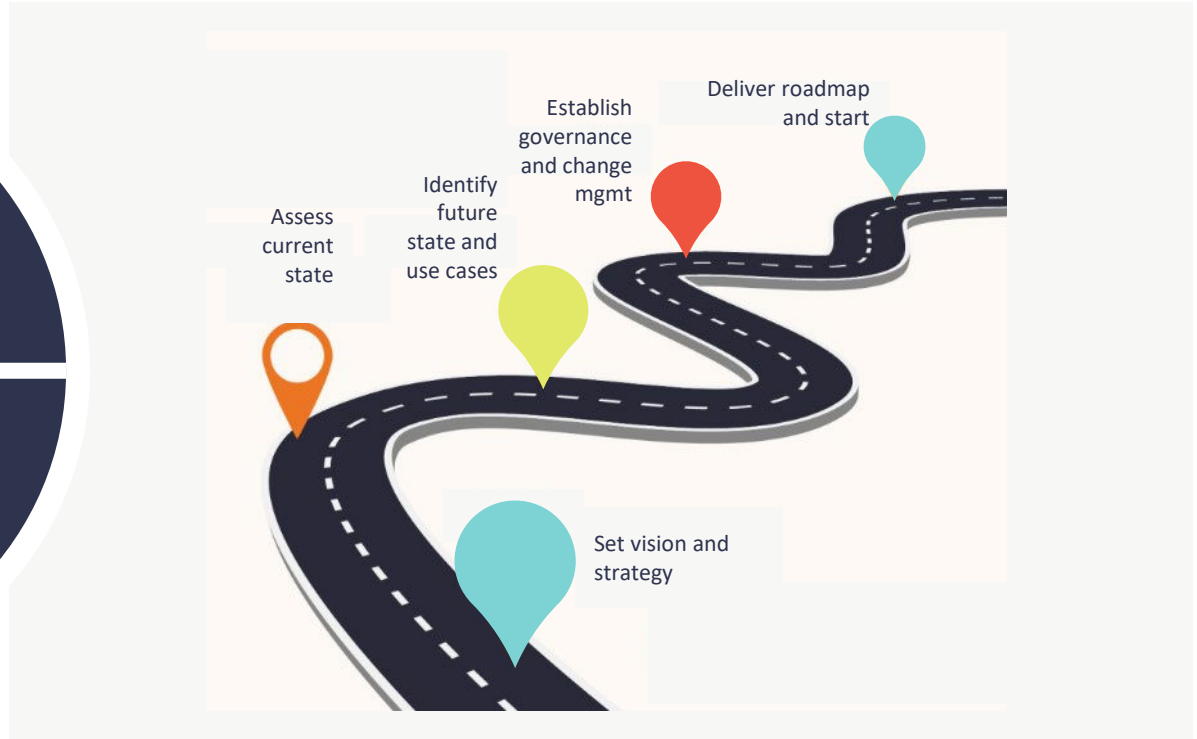 Deliver roadmap
and start
Establish
governance
and change
mgmt
Identify
future
state and
use cases
Assess
current
state
Set vision and
strategy